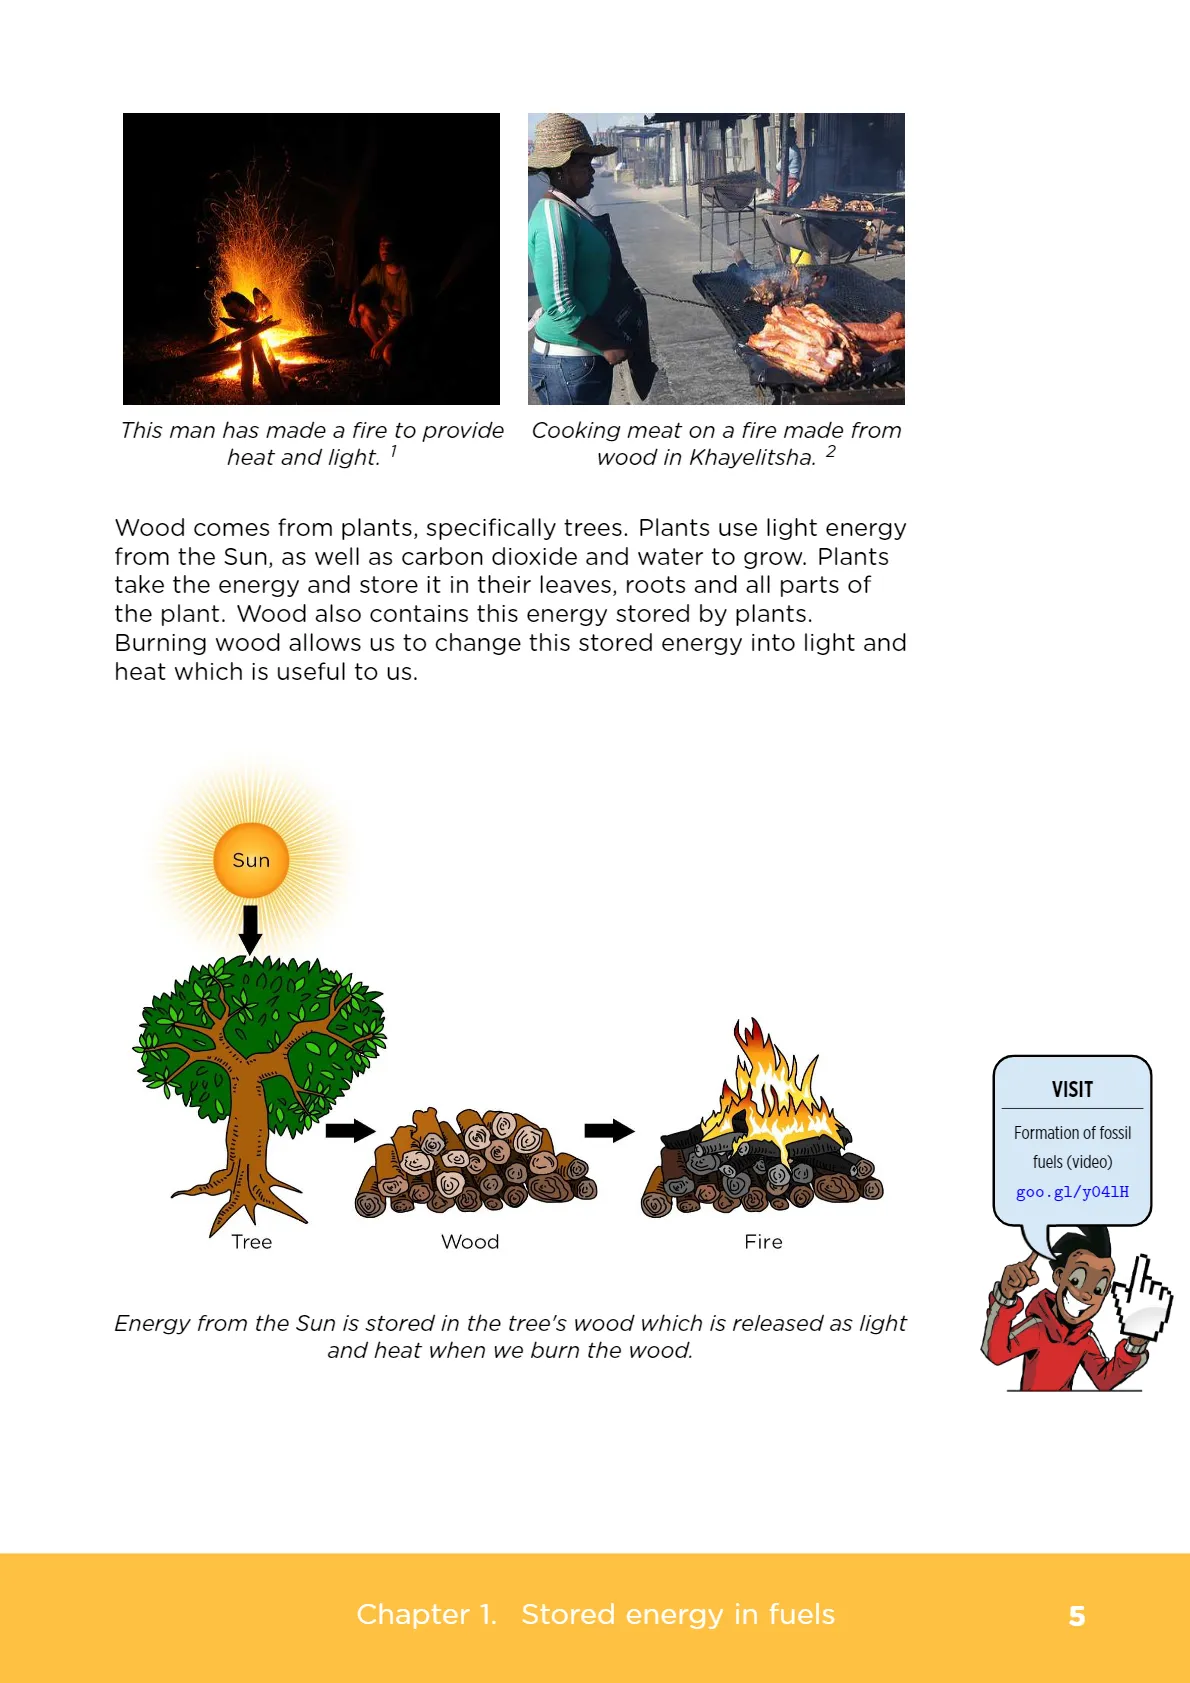 This man has made a fire to provide
heat and light. 1
Cooking meat on a fire made from
wood in Khayelitsha. 2
Wood comes from plants, specifically trees. Plants use light energy
from the Sun, as well as carbon dioxide and water to grow. Plants
take the energy and store it in their leaves, roots and all parts of
the plant. Wood also contains this energy stored by plants.
Burning wood allows us to change this stored energy into light and
heat which is useful to us.
Sun
Tree
Wood
Fire
Energy from the Sun is stored in the tree's wood which is released as light
and heat when we burn the wood.
VISIT
Formation of fossil
fuels (video)
goo.gl/y04lH
Chapter 1. Stored energy in fuels
5